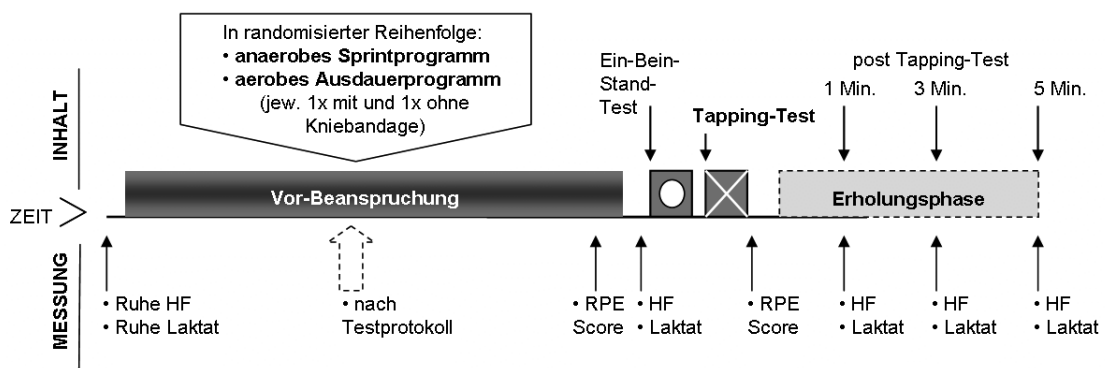 In randomisierter Reihenfolge:
• anaerobes Sprintprogramm
• aerobes Ausdauerprogramm
(jew. 1x mit und 1x ohne
Kniebandage)
Ein-Bein-
Stand-
Test
Tapping-Test
post Tapping-Test
1 Min.
3 Min.
5 Min.
INHALT
Vor-Beanspruchung
Erholungsphase
ZEIT
MESSUNG
• Ruhe HF
• Ruhe Laktat
• nach
Testprotokoll
• RPE
Score
• HF
• Laktat
• RPE
Score
• HF
• Laktat
• HF
• Laktat
• HF
• Laktat